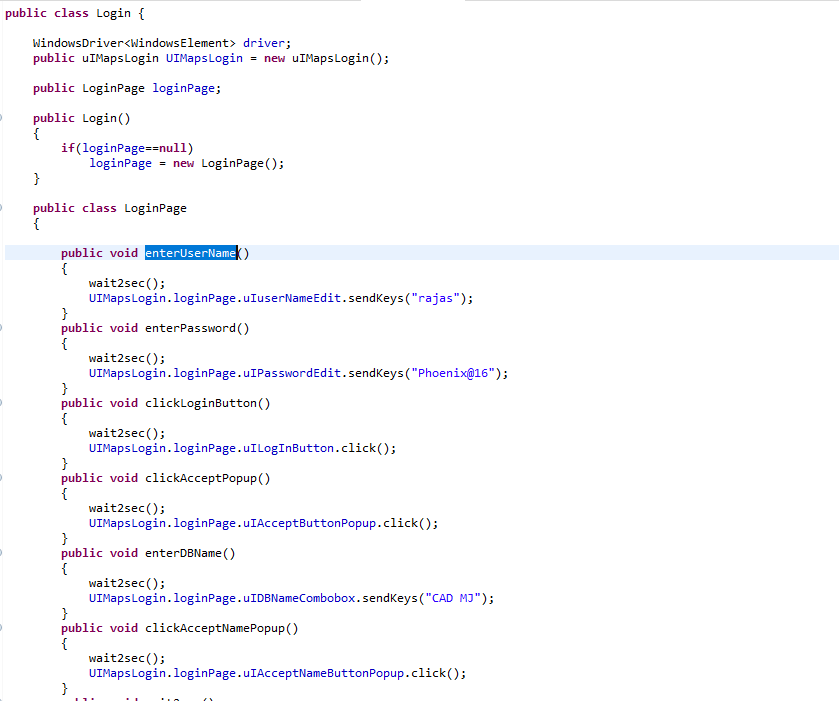 public class Login {
WindowsDriver<WindowsElement> driver;
public uIMapsLogin UIMapsLogin = new uIMapsLogin();
public LoginPage loginPage;
public Login()
{
if(loginPage==null)
loginPage = new LoginPage();
}
public class LoginPage
{
public void enterUserName()
{
wait2sec();
UIMapsLogin.loginPage.uIuserNameEdit.sendKeys("rajas");
}
public void enterPassword()
{
wait2sec();
UIMapsLogin.loginPage.uIPasswordEdit.sendKeys("Phoenix@16");
}
public void clickLoginButton()
{
wait2sec();
UIMapsLogin.loginPage.uILogInButton.click();
}
public void clickAcceptPopup()
{
wait2sec();
UIMapsLogin.loginPage.uIAcceptButtonPopup.click();
}
public void enterDBName()
{
wait2sec();
UIMapsLogin.loginPage.uIDBNameCombobox.sendKeys("CAD MJ");
}
public void clickAcceptNamePopup()
{
wait2sec();
UIMapsLogin.loginPage.uIAcceptNameButtonPopup.click();
}